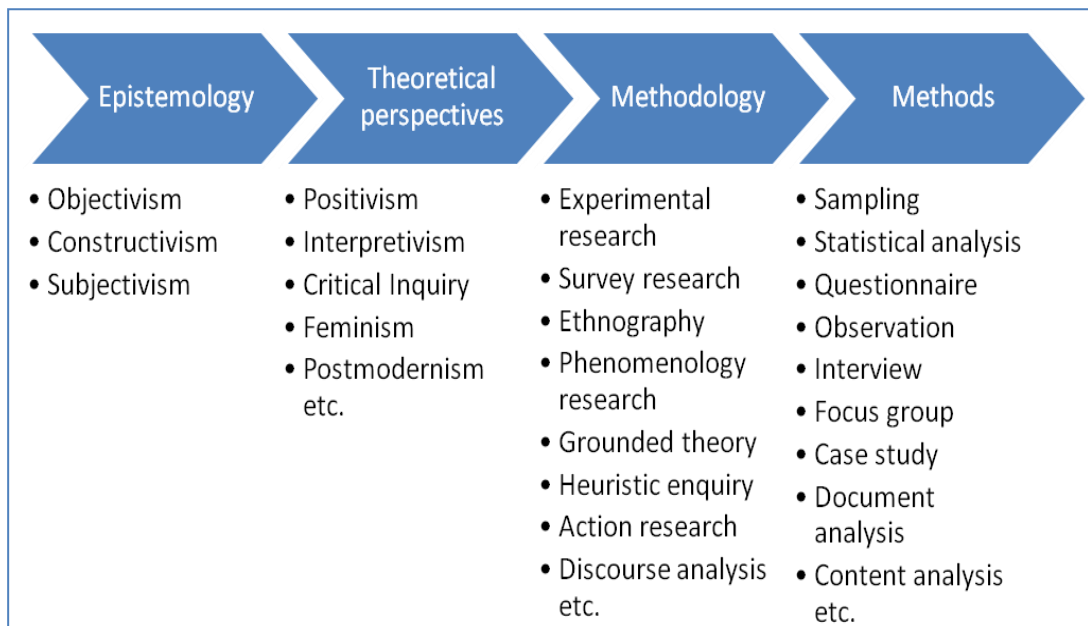 Epistemology
Theoretical
perspectives
Methodology
Methods
• Objectivism
• Constructivism
• Subjectivism
• Positivism
• Interpretivism
• Critical Inquiry
• Feminism
• Postmodernism
etc.
• Experimental
research
• Survey research
• Ethnography
• Phenomenology
research
• Grounded theory
• Heuristic enquiry
• Action research
• Discourse analysis
etc.
• Sampling
• Statistical analysis
• Questionnaire
• Observation
• Interview
• Focus group
• Case study
• Document
analysis
• Content analysis
etc.